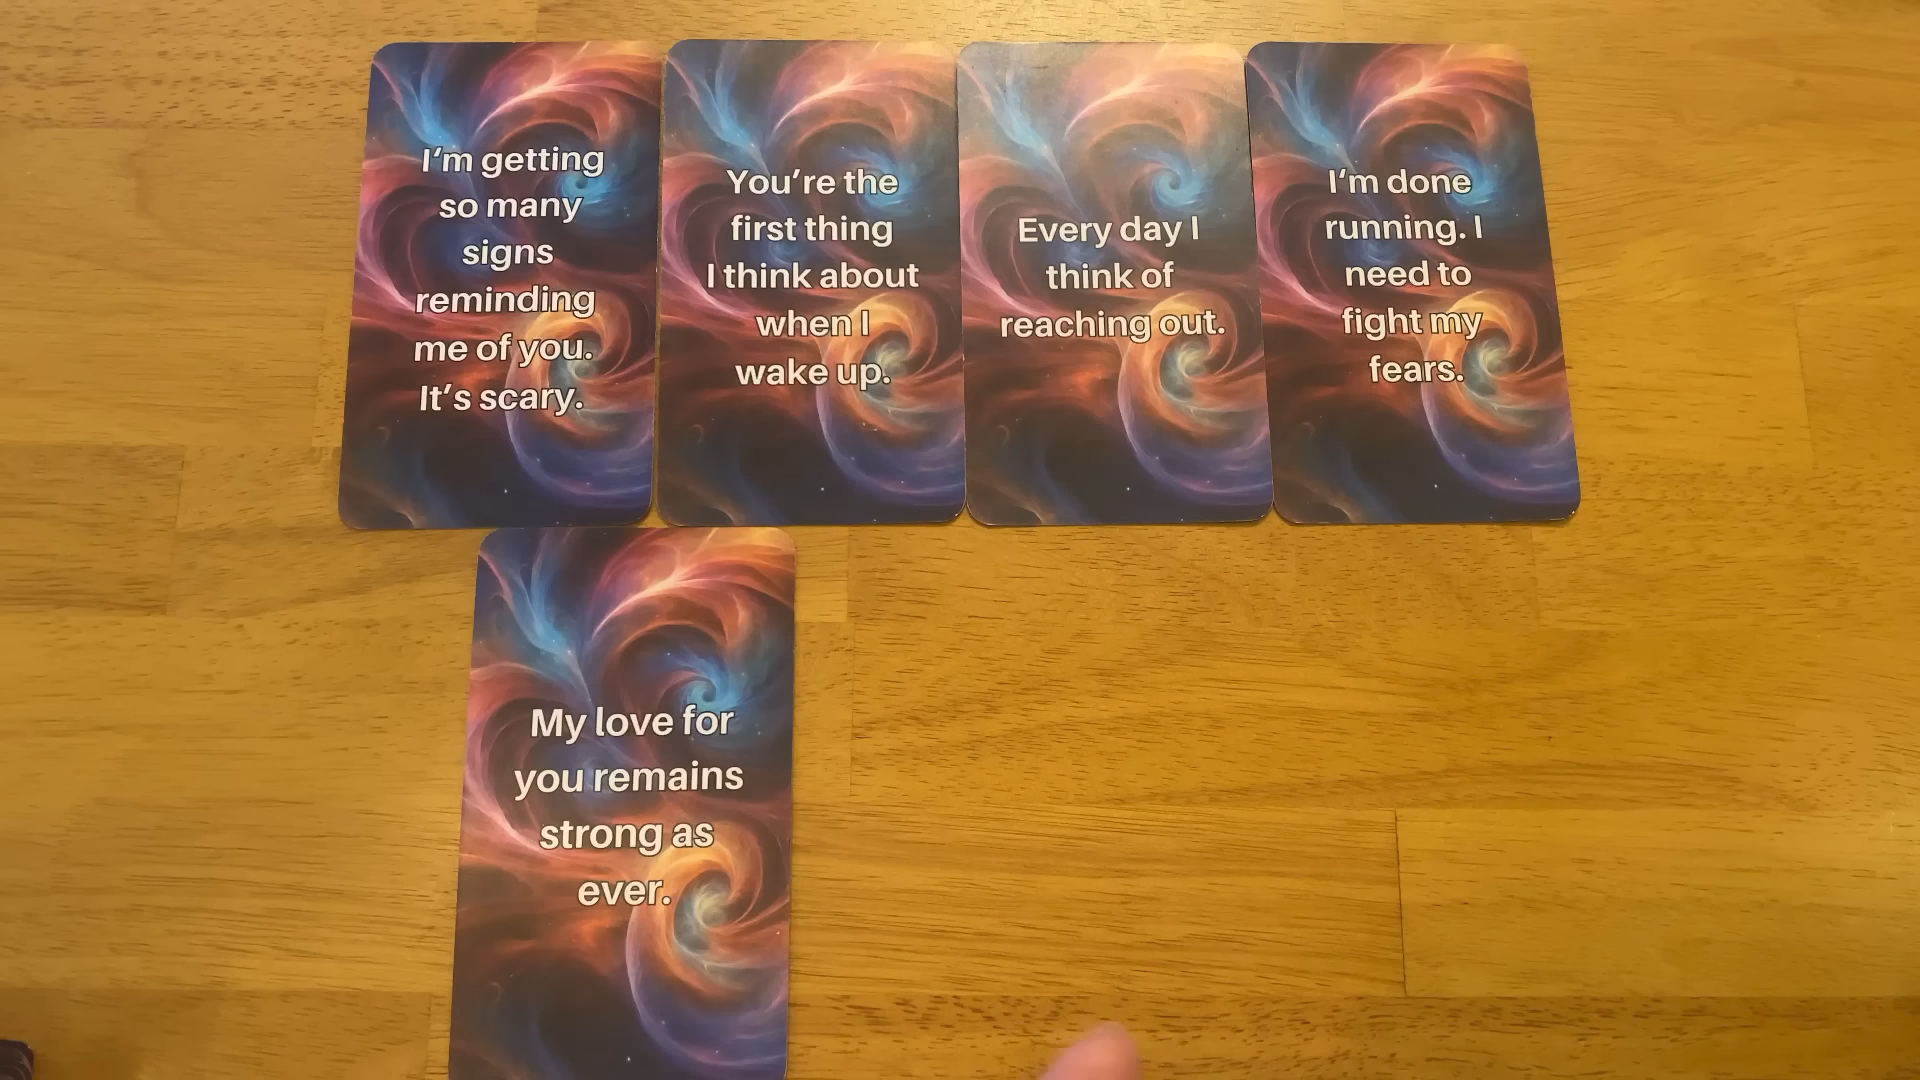 I'm getting
so many
signs
reminding
me of you.
It's scary.
You're the
first thing
I think about
when I
wake up.
Every day I
think of
reaching out.
I'm done
running. I
need to
fight my
fears.
My love for
you remains
strong as
ever.